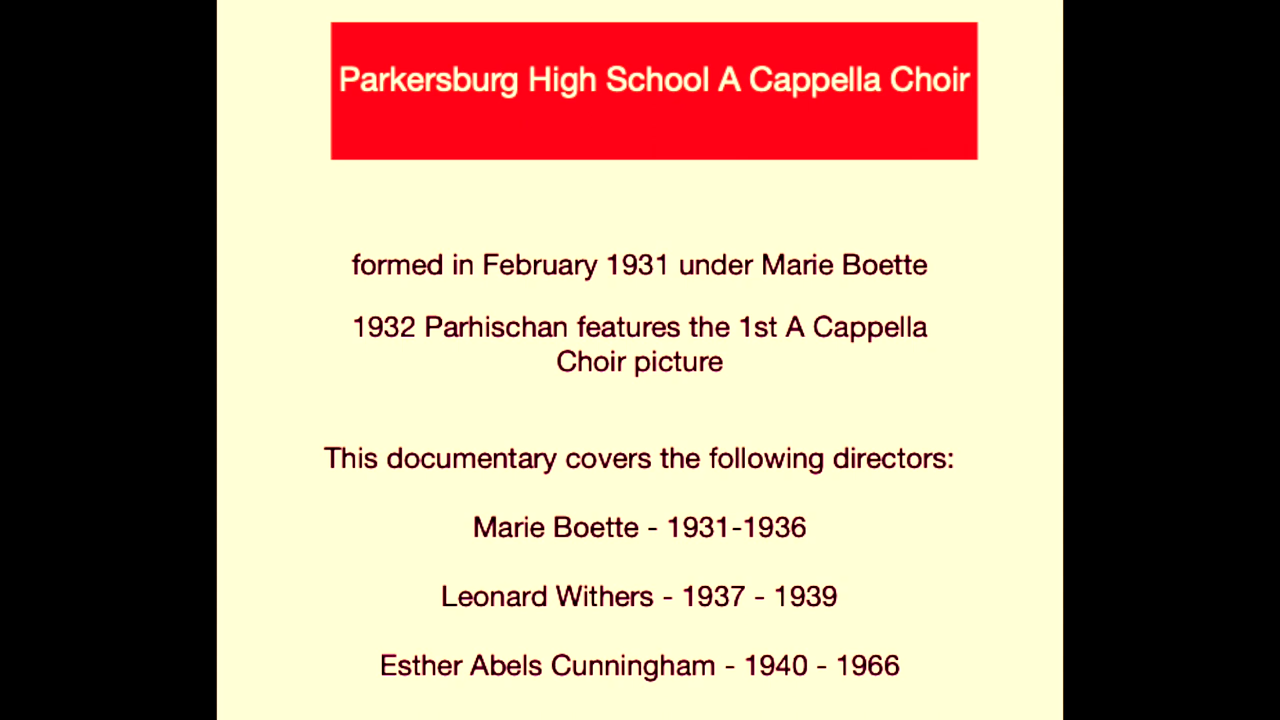 Parkersburg High School A Cappella Choir
formed in February 1931 under Marie Boette
1932 Parhischan features the 1st A Cappella
Choir picture
This documentary covers the following directors:
Marie Boette - 1931-1936
Leonard Withers - 1937 - 1939
Esther Abels Cunningham - 1940 - 1966